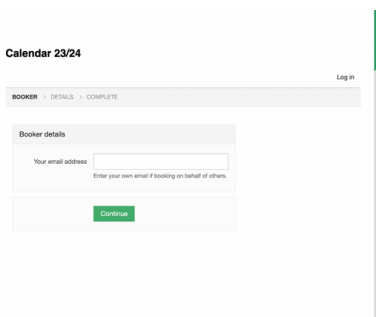 Calendar 23/24
Log in
BOOKER > DETAILS > COMPLETE
Booker details
Your email address
Enter your own email if booking on behalf of others.
Continue